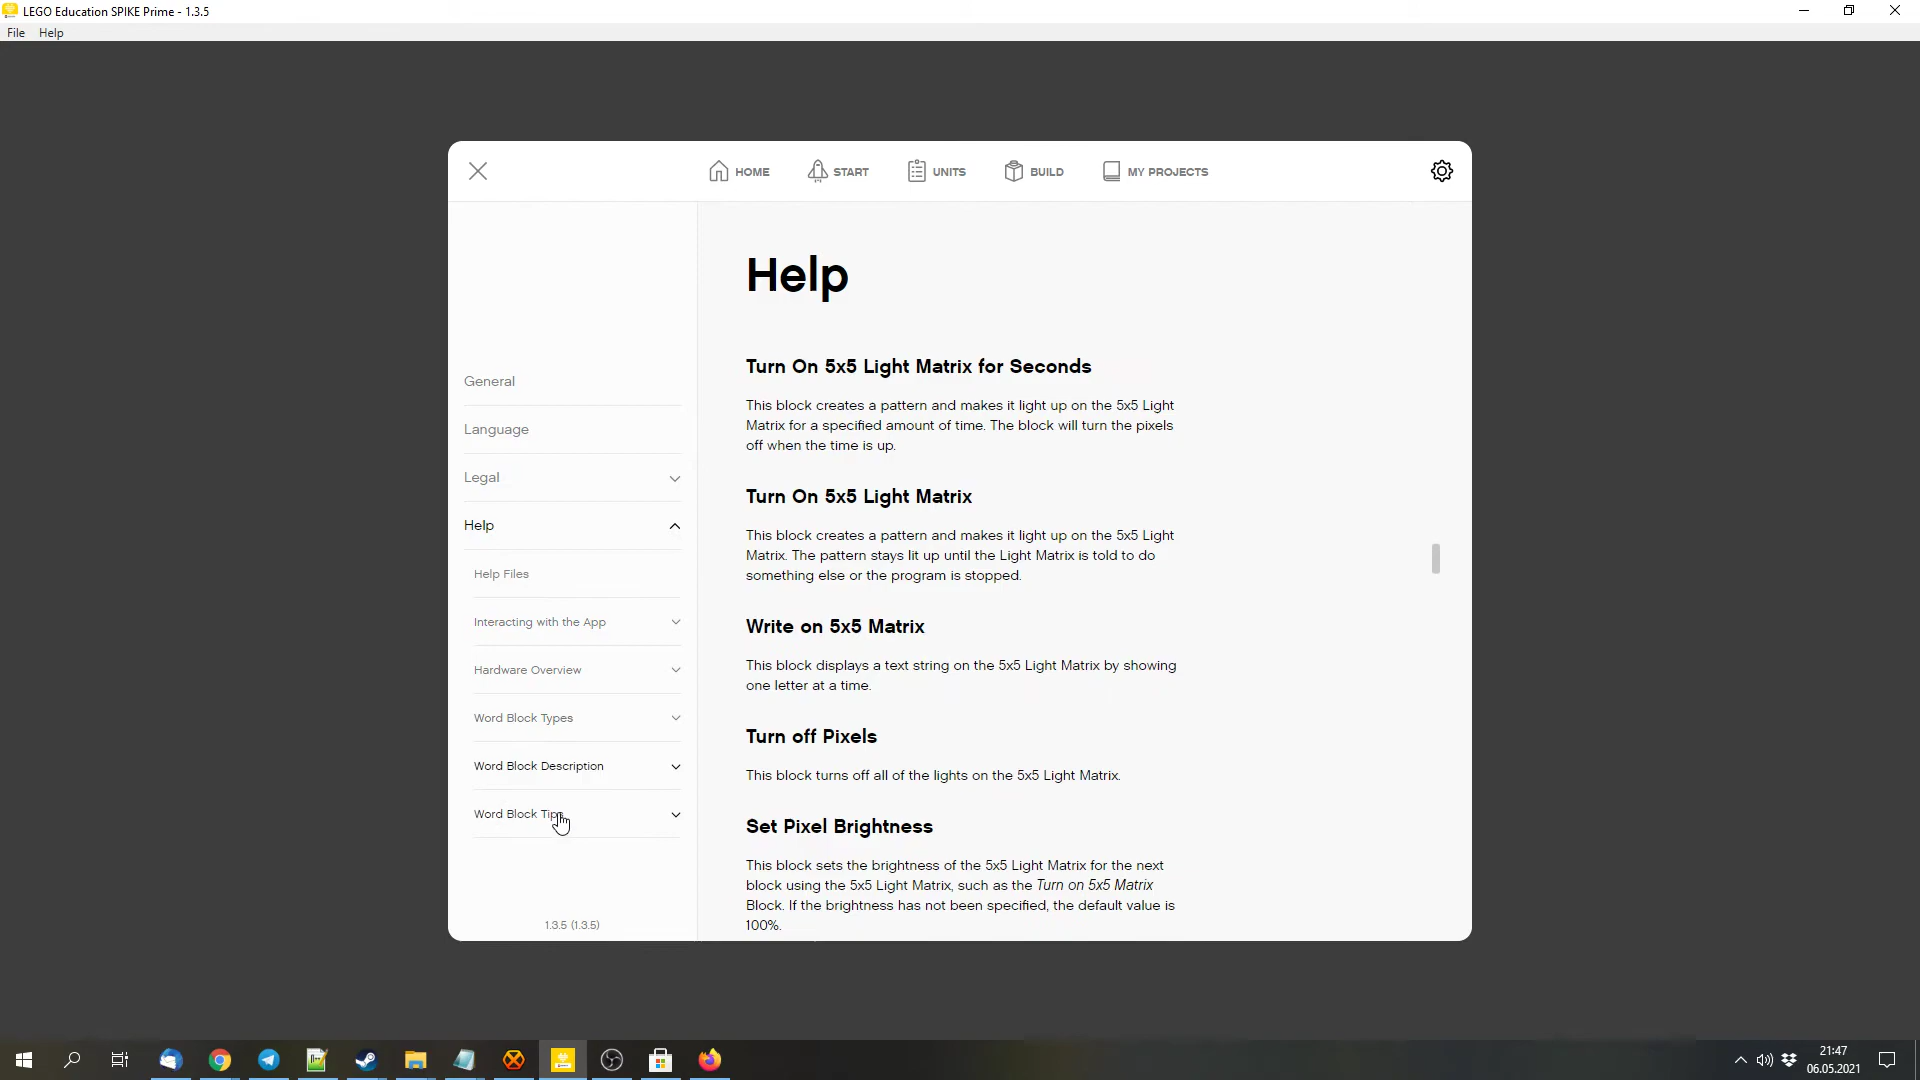 LEGO Education SPIKE Prime - 1.3.5
File Help
HOME START UNITS BUILD MY PROJECTS
General
Language
Legal
Help
Help Files
Interacting with the App
Hardware Overview
Word Block Types
Word Block Description
Word Block Tips
1.3.5 (1.3.5)
Help
Turn On 5x5 Light Matrix for Seconds
This block creates a pattern and makes it light up on the 5x5 Light
Matrix for a specified amount of time. The block will turn the pixels
off when the time is up.
Turn On 5x5 Light Matrix
This block creates a pattern and makes it light up on the 5x5 Light
Matrix. The pattern stays lit up until the Light Matrix is told to do
something else or the program is stopped.
Write on 5x5 Matrix
This block displays a text string on the 5x5 Light Matrix by showing
one letter at a time.
Turn off Pixels
This block turns off all of the lights on the 5x5 Light Matrix.
Set Pixel Brightness
This block sets the brightness of the 5x5 Light Matrix for the next
block using the 5x5 Light Matrix, such as the Turn on 5x5 Matrix
Block. If the brightness has not been specified, the default value is
100%.
21:47
06.05.2021